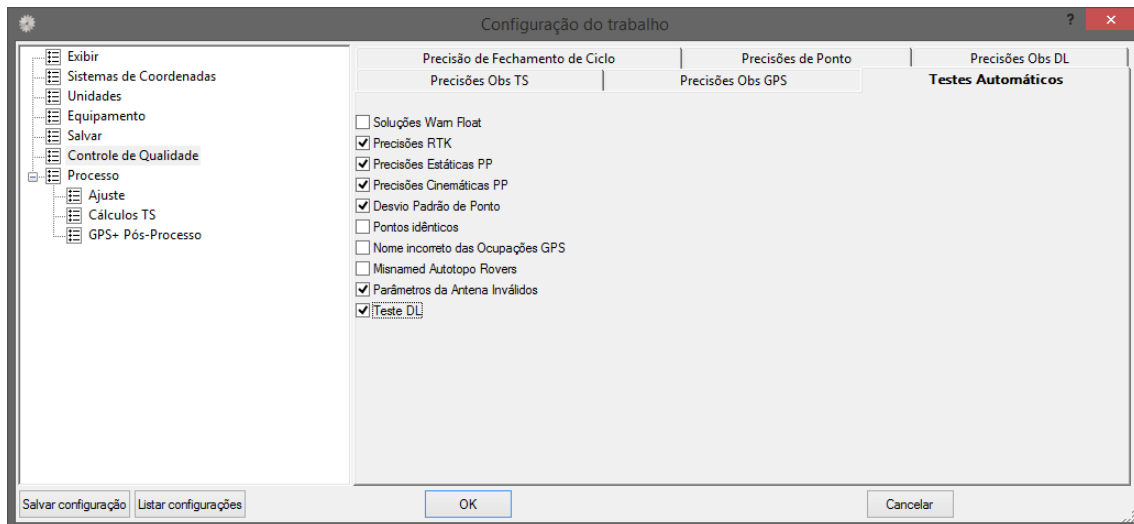 Configuração do trabalho
?
Exibir
Sistemas de Coordenadas
Unidades
Equipamento
Salvar
Controle de Qualidade
Processo
Ajuste
Cálculos TS
GPS+ Pós-Processo
Precisão de Fechamento de Ciclo
Precisões de Ponto
Precisões Obs DL
Precisões Obs TS
Precisões Obs GPS
Testes Automáticos
Soluções Warn Float
Precisões RTK
Precisões Estáticas PP
Precisões Cinemáticas PP
Desvio Padrão de Ponto
Pontos idênticos
Nome incorreto das Ocupações GPS
Misnamed Autotopo Rovers
Parâmetros da Antena Inválidos
Teste DL
Salvar configuração
Listar configurações
OK
Cancelar